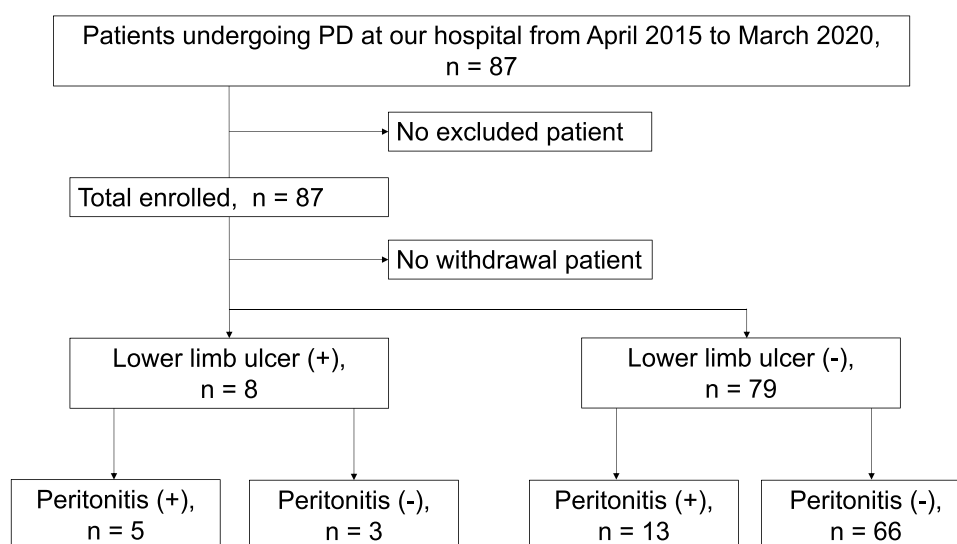 Patients undergoing PD at our hospital from April 2015 to March 2020,
n = 87
No excluded patient
Total enrolled, n = 87
No withdrawal patient
Lower limb ulcer (+),
n = 8
Lower limb ulcer (-),
n = 79
Peritonitis (+),
n = 5
Peritonitis (-),
n = 3
Peritonitis (+),
n = 13
Peritonitis (-),
n = 66